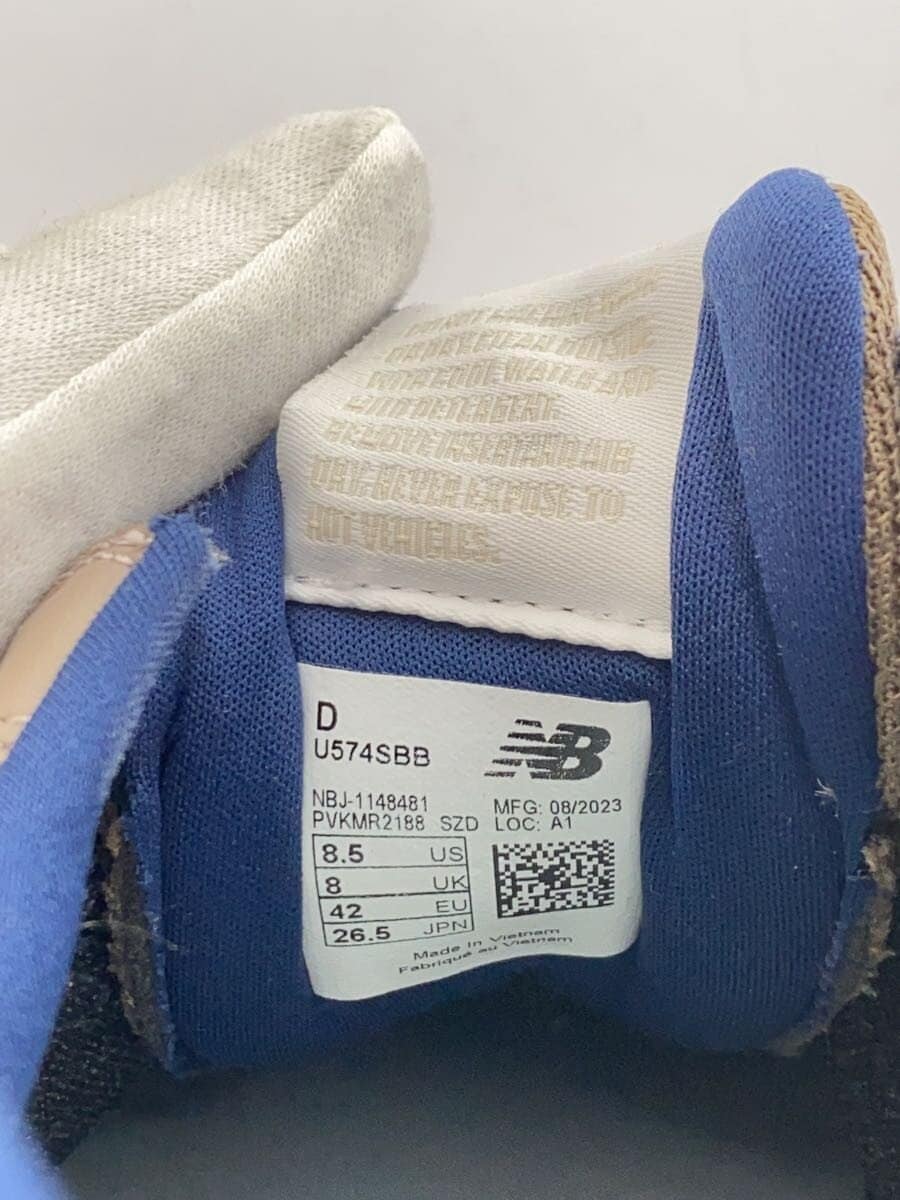 WITH COOL WATER AND
MILD DETERGENT.
REMOVE INSERT AND AIR
DRY. NEVER EXPOSE TO
HOT VEHICLES.
D
U574SBB
NB
NBJ-1148481
PVKMR2188 SZD
MFG: 08/2023
LOC: A1
8.5 US
8 UK
42 EU
26.5 JPN
Made In Vietnam
Fabriqué au Vietnam